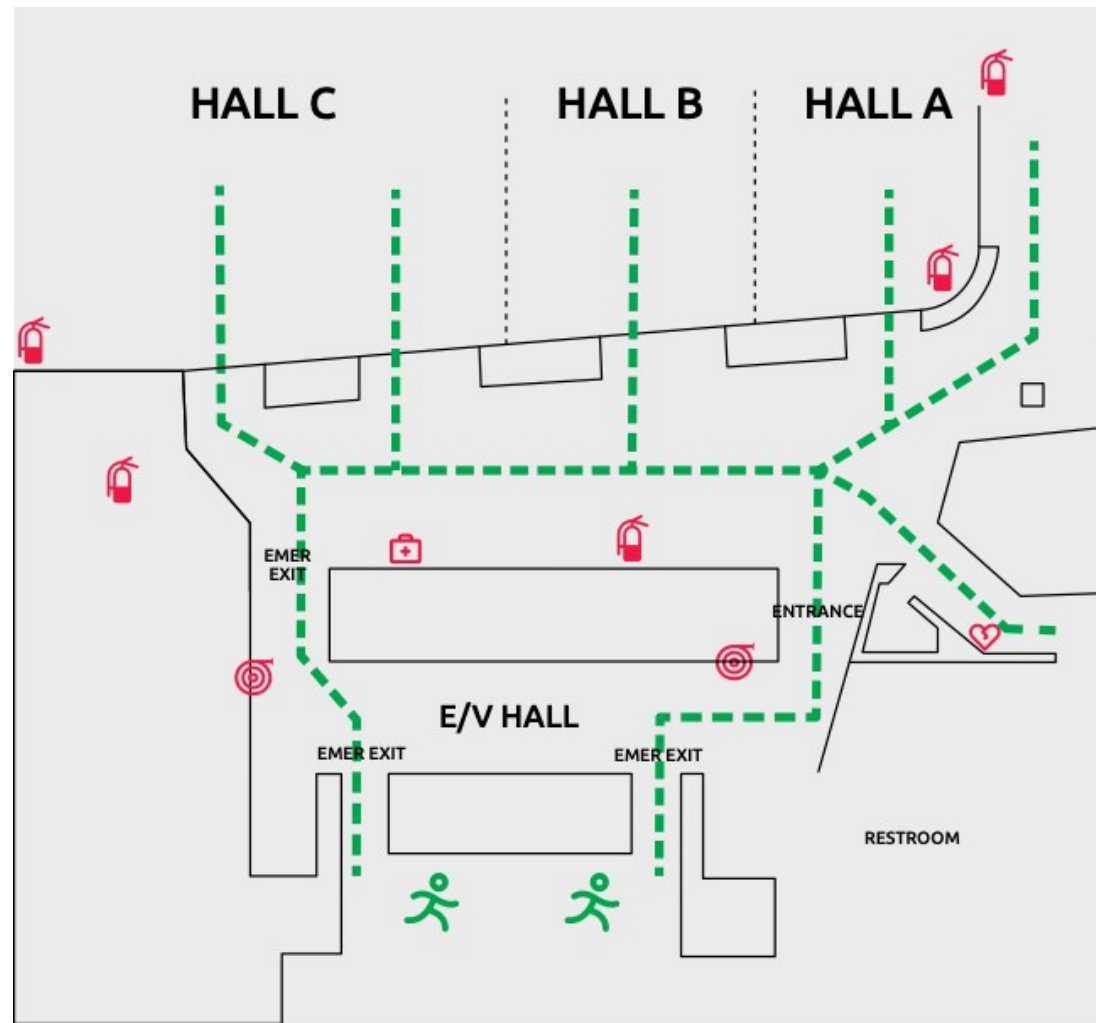 HALL C
HALL B
HALL A
EMER
EXIT
ENTRANCE
E/V HALL
EMER EXIT
EMER EXIT
RESTROOM